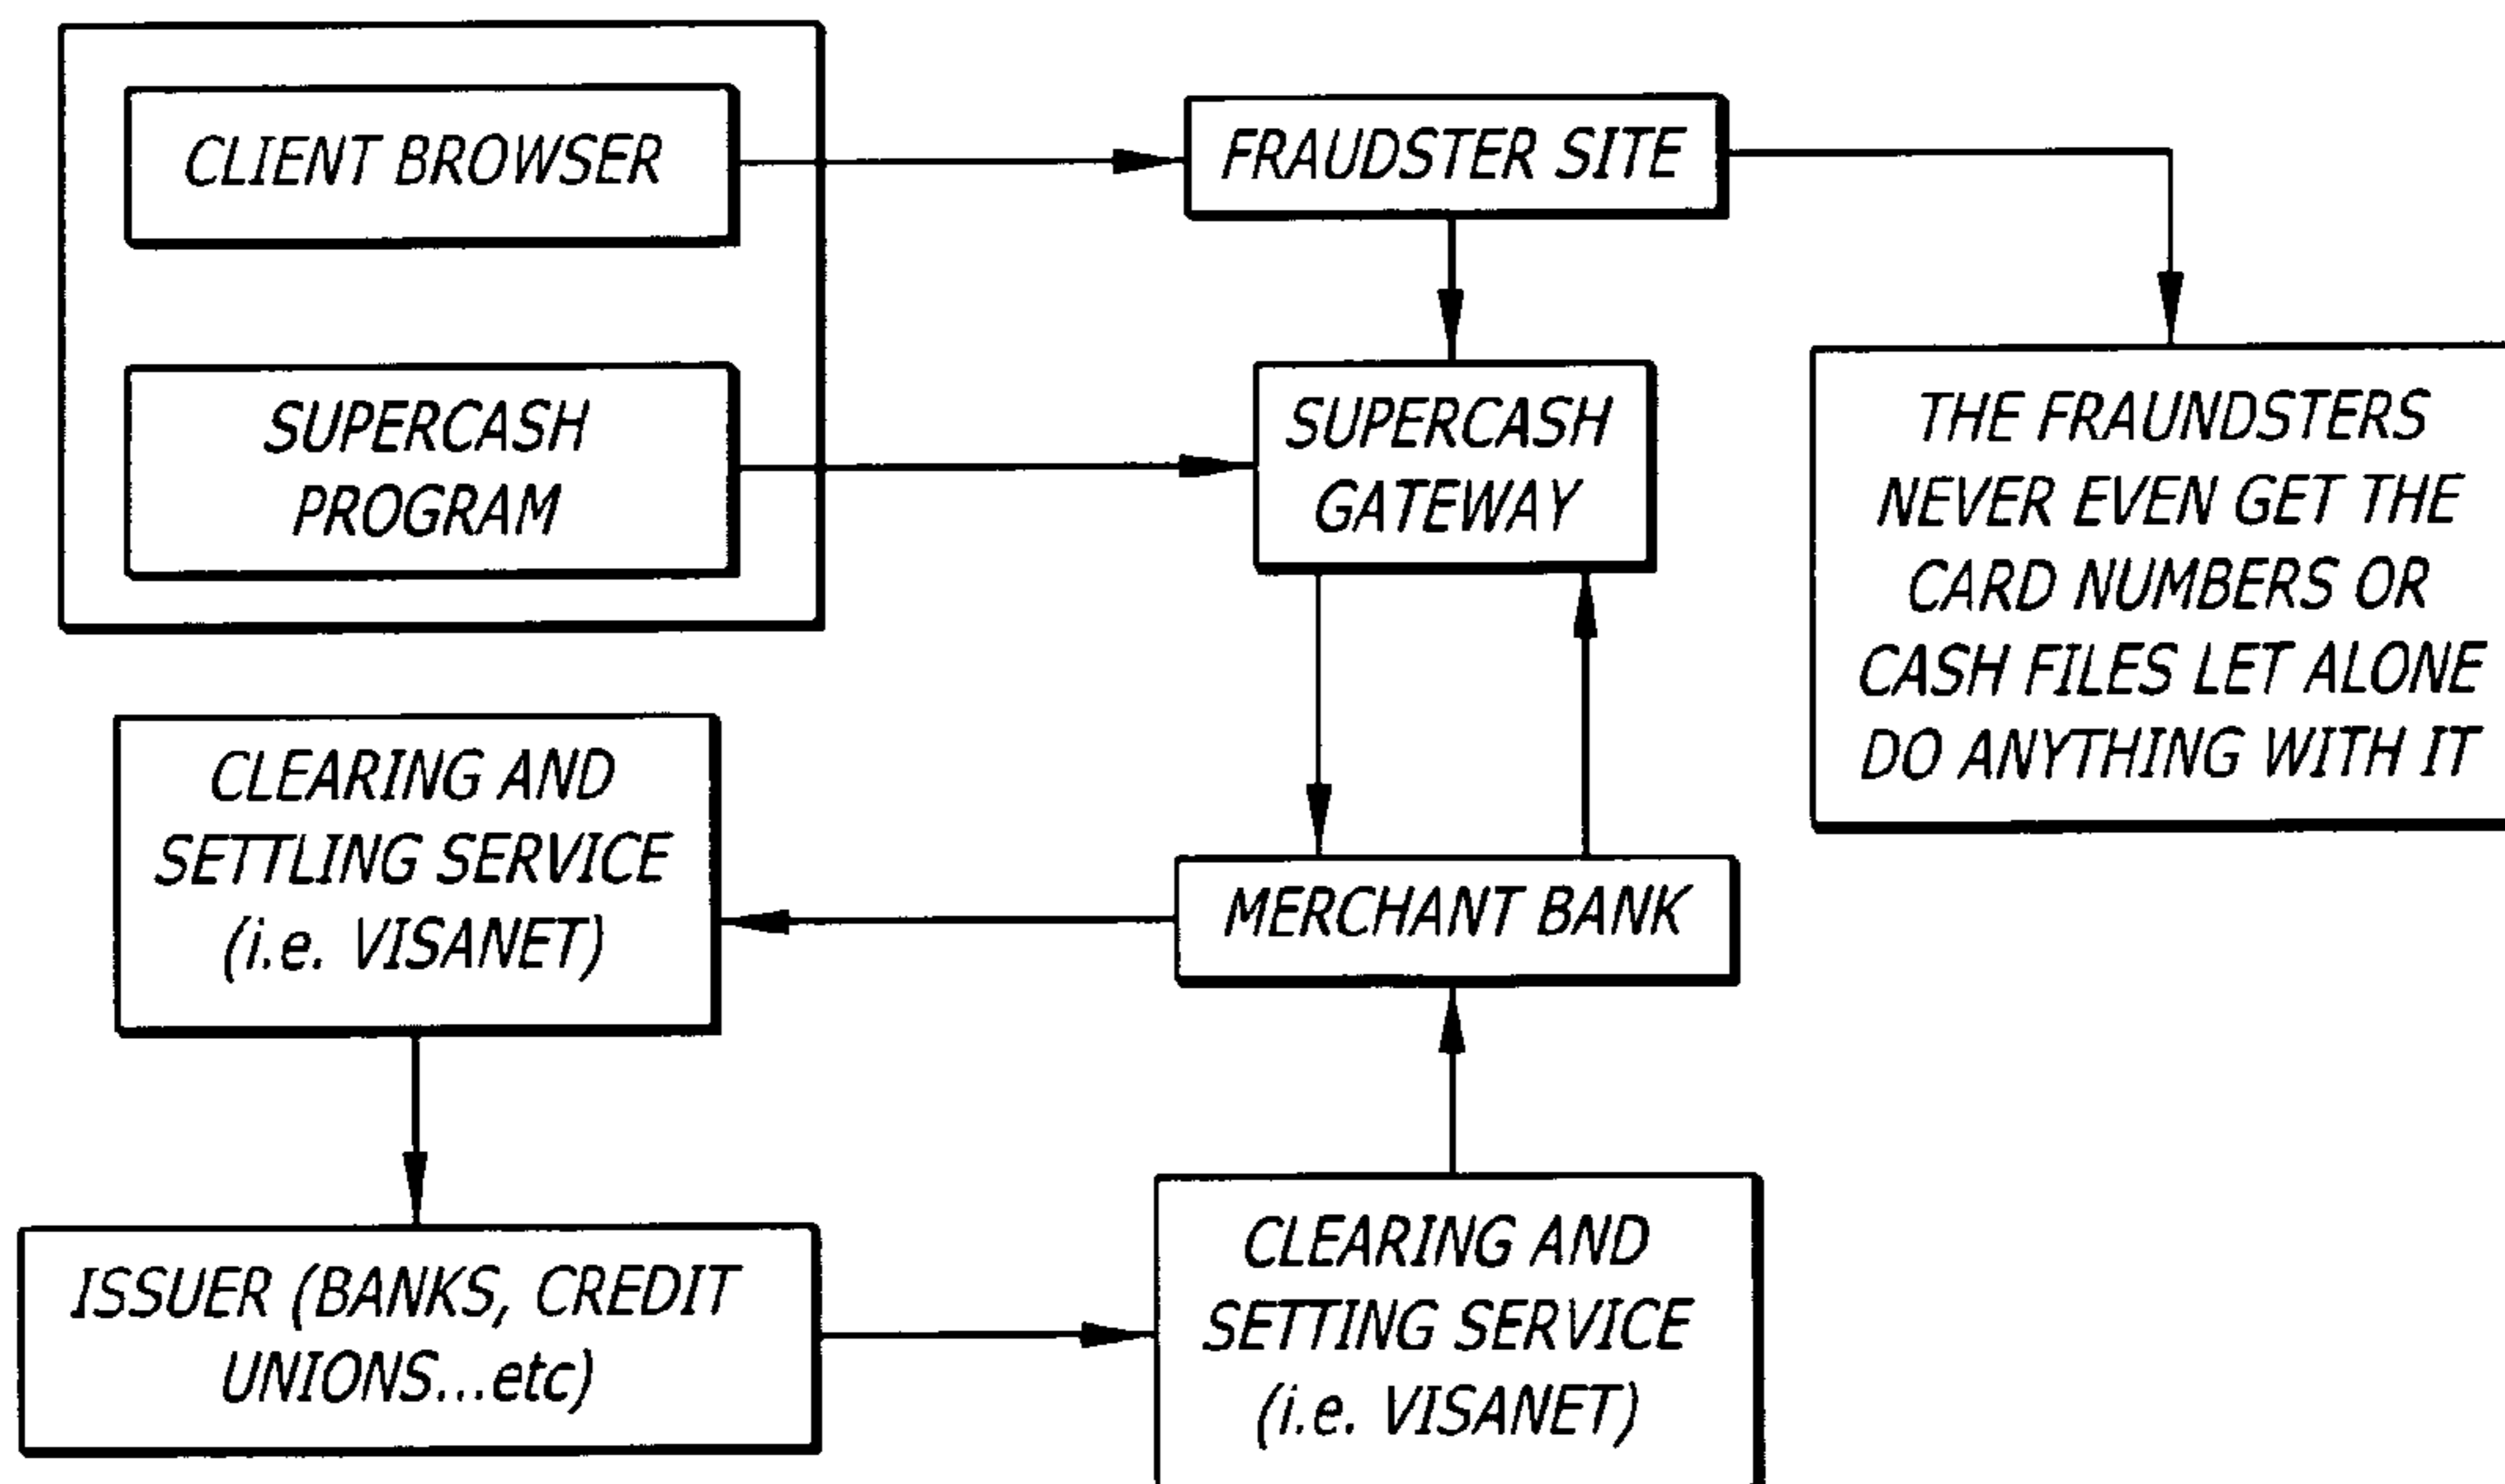 CLIENT BROWSER
FRAUDSTER SITE
SUPERCASH
PROGRAM
SUPERCASH
GATEWAY
THE FRAUNDSTERS
NEVER EVEN GET THE
CARD NUMBERS OR
CASH FILES LET ALONE
DO ANYTHING WITH IT
CLEARING AND
SETTLING SERVICE
(i.e. VISANET)
MERCHANT BANK
ISSUER (BANKS, CREDIT
UNIONS...etc)
CLEARING AND
SETTING SERVICE
(i.e. VISANET)